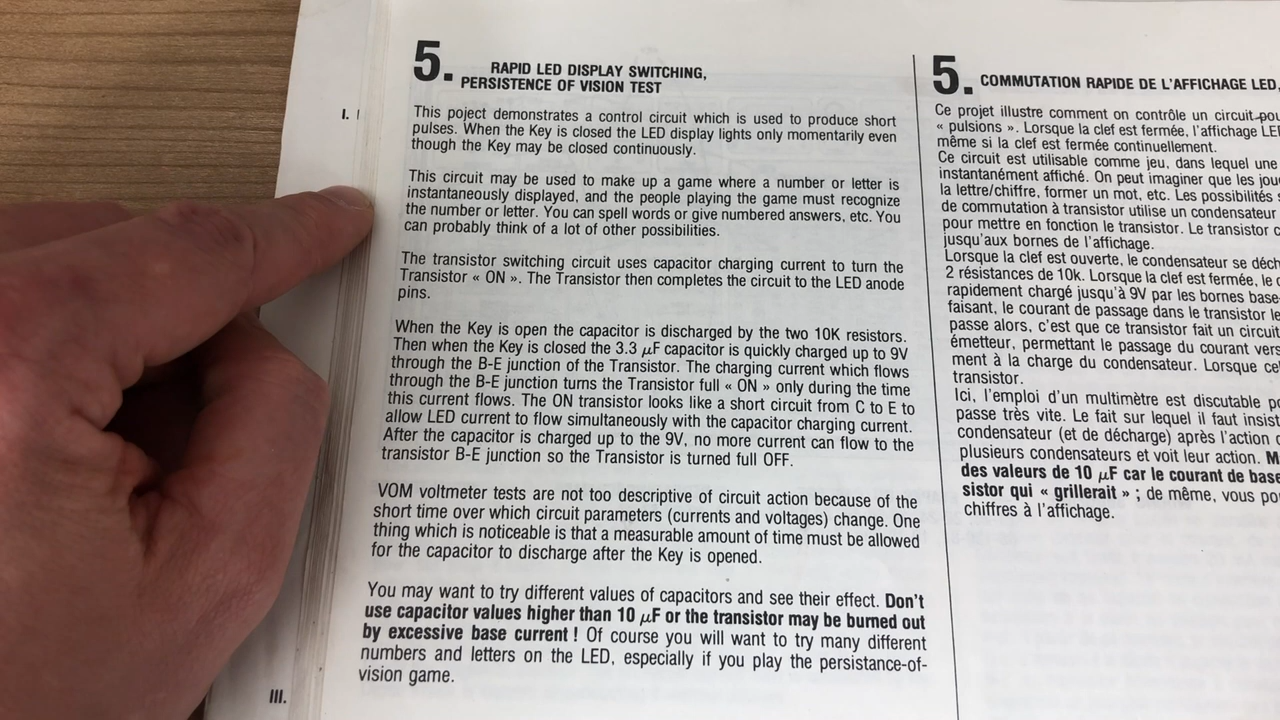 I.
III.
5. RAPID LED DISPLAY SWITCHING,
PERSISTENCE OF VISION TEST
This poject demonstrates a control circuit which is used to produce short
pulses. When the Key is closed the LED display lights only momentarily even
though the Key may be closed continuously.
This circuit may be used to make up a game where a number or letter is
instantaneously displayed, and the people playing the game must recognize
the number or letter. You can spell words or give numbered answers, etc. You
can probably think of a lot of other possibilities.
The transistor switching circuit uses capacitor charging current to turn the
Transistor « ON ». The Transistor then completes the circuit to the LED anode
pins.
When the Key is open the capacitor is discharged by the two 10K resistors.
Then when the Key is closed the 3.3 μF capacitor is quickly charged up to 9V
through the B-E junction of the Transistor. The charging current which flows
through the B-E junction turns the Transistor full « ON » only during the time
this current flows. The ON transistor looks like a short circuit from C to E to
allow LED current to flow simultaneously with the capacitor charging current.
After the capacitor is charged up to the 9V, no more current can flow to the
transistor B-E junction so the Transistor is turned full OFF.
VOM voltmeter tests are not too descriptive of circuit action because of the
short time over which circuit parameters (currents and voltages) change. One
thing which is noticeable is that a measurable amount of time must be allowed
for the capacitor to discharge after the Key is opened.
You may want to try different values of capacitors and see their effect. Don't
use capacitor values higher than 10 μF or the transistor may be burned out
by excessive base current ! Of course you will want to try many different
numbers and letters on the LED, especially if you play the persistance-of-
vision game.
5. COMMUTATION RAPIDE DE L'AFFICHAGE LED,
Ce projet illustre comment on contrôle un circuit
« pulsions ». Lorsque la clef est fermée, l'affichage
même si la clef est fermée continuellement.
Ce circuit est utilisable comme jeu, dans lequel une
instantanément affiché. On peut imaginer que les
la lettre/chiffre, former un mot, etc. Les possibilités
de commutation à transistor utilise un condensateur
pour mettre en fonction le transistor. Le transistor
jusqu'aux bornes de l'affichage.
Lorsque la clef est ouverte, le condensateur se
2 résistances de 10k. Lorsque la clef est fermée, le
rapidement chargé jusqu'à 9V par les bornes base
faisant, le courant de passage dans le transistor
passe alors, c'est que ce transistor fait un circuit
émetteur, permettant le passage du courant
ment à la charge du condensateur. Lorsque
transistor.
Ici, l'emploi d'un multimètre est discutable
passe très vite. Le fait sur lequel il faut
condensateur (et de décharge) après l'action
plusieurs condensateurs et voit leur action.
des valeurs de 10 μF car le courant de base
sistor qui « grillerait » ; de même, vous
chiffres à l'affichage.